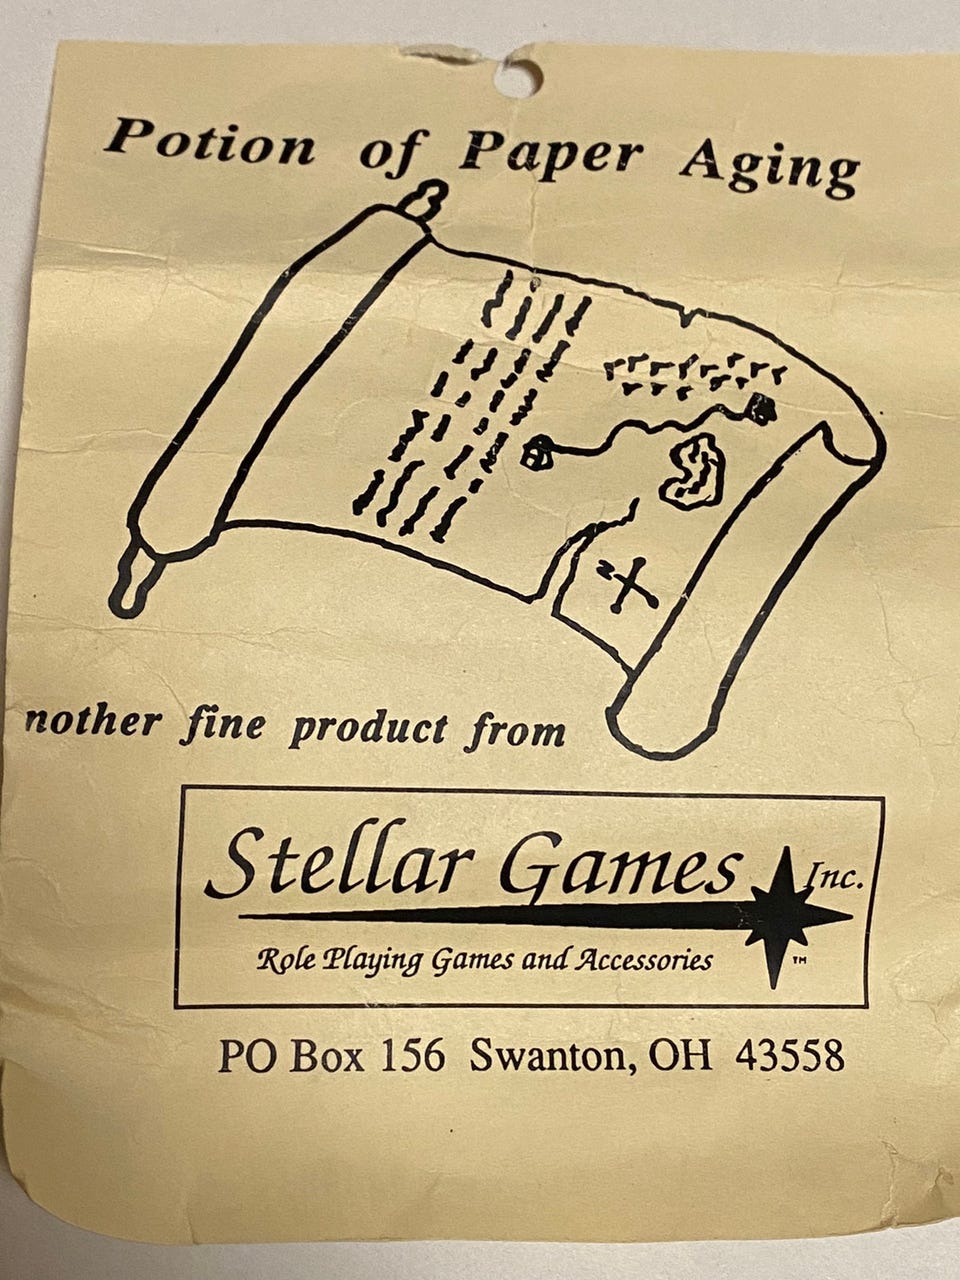 Potion of Paper Aging
N
nother fine product from
Stellar Games Inc.
Role Playing Games and Accessories TM
PO Box 156 Swanton, OH 43558